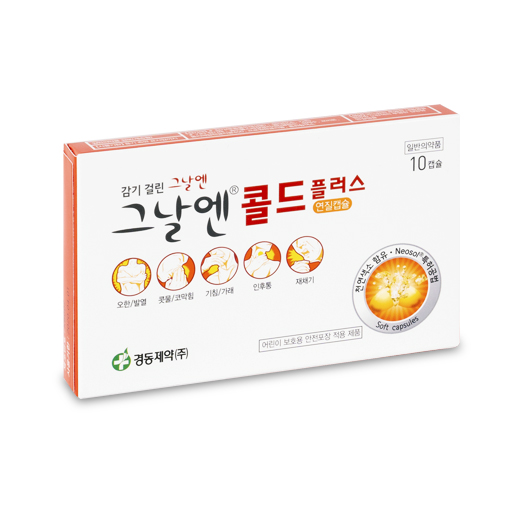 일반의약품
10캡슐
감기 걸린 그날엔
그날엔® 콜드플러스
연질캡슐
오한/발열
콧물/코막힘
기침/가래
인후통
재채기
천연색소 함유 • Neosol® 특허공법
Soft capsules
어린이 보호용 안전포장 적용 제품
경동제약(주)